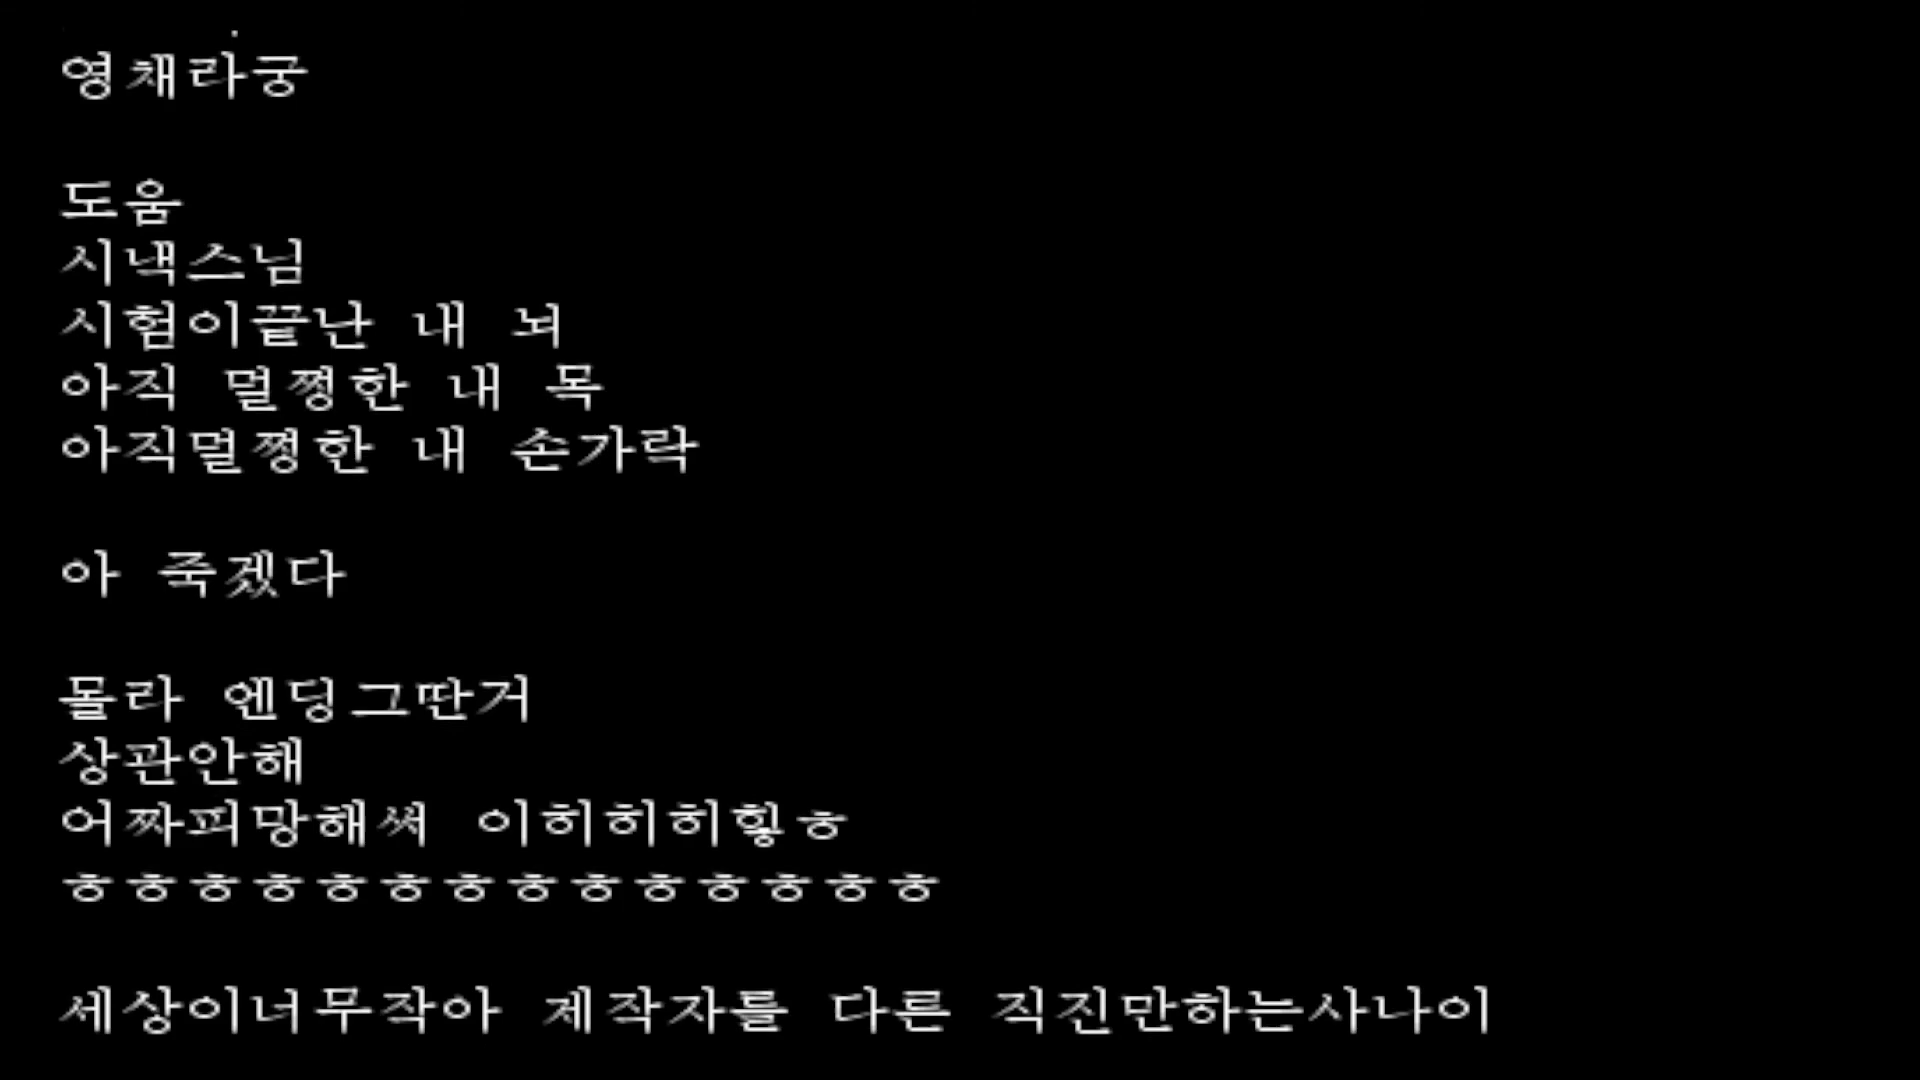 영채라궁
도움
시낵스님
시험이끝난 내 뇌
아직 멀쩡한 내 목
아직멀쩡한 내 손가락
아 죽겠다
몰라 엔딩그딴거
상관안해
어짜피망해써 이히히히힣ㅎ
ㅎㅎㅎㅎㅎㅎㅎㅎㅎㅎㅎㅎㅎㅎ
세상이너무작아 제작자를 다른 직진만하는사나이